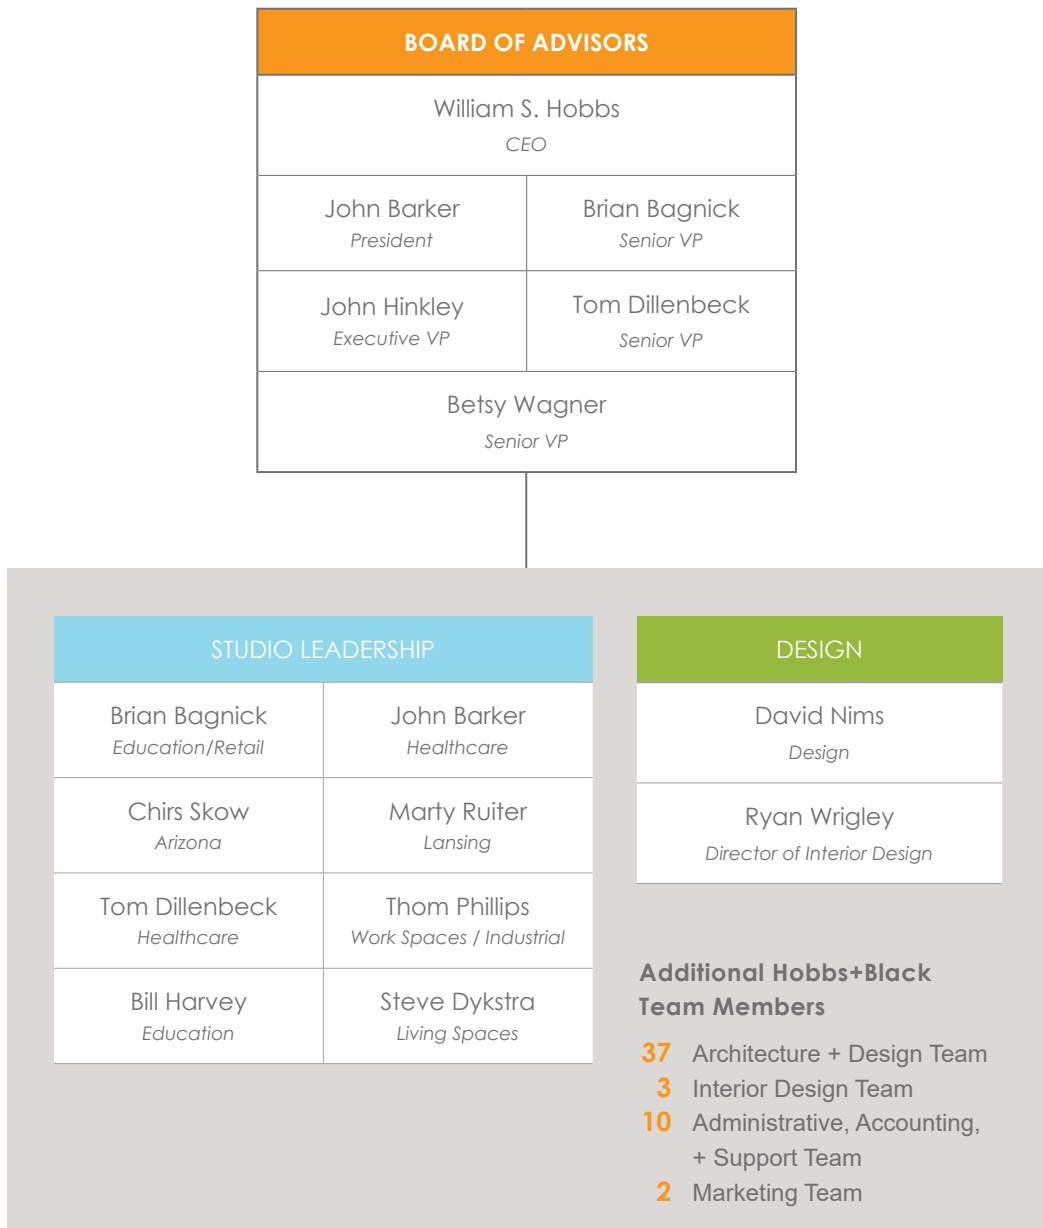 BOARD OF ADVISORS
William S. Hobbs
CEO
John Barker
President
Brian Bagnick
Senior VP
John Hinkley
Executive VP
Tom Dillenbeck
Senior VP
Betsy Wagner
Senior VP
STUDIO LEADERSHIP
Brian Bagnick
Education/Retail
John Barker
Healthcare
Chirs Skow
Arizona
Marty Ruiter
Lansing
Tom Dillenbeck
Healthcare
Thom Phillips
Work Spaces / Industrial
Bill Harvey
Education
Steve Dykstra
Living Spaces
DESIGN
David Nims
Design
Ryan Wrigley
Director of Interior Design
Additional Hobbs+Black
Team Members
37 Architecture + Design Team
3 Interior Design Team
10 Administrative, Accounting,
+ Support Team
2 Marketing Team